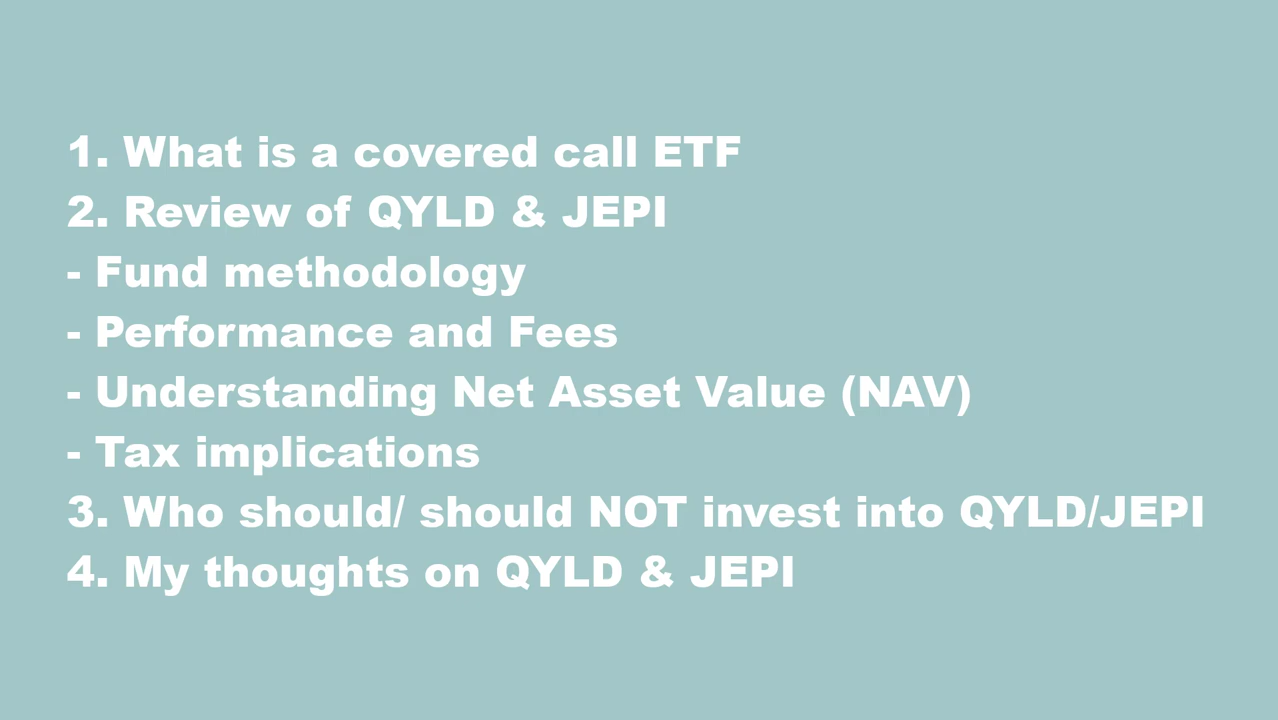 1. What is a covered call ETF
2. Review of QYLD & JEPI
- Fund methodology
- Performance and Fees
- Understanding Net Asset Value (NAV)
- Tax implications
3. Who should/ should NOT invest into QYLD/JEPI
4. My thoughts on QYLD & JEPI